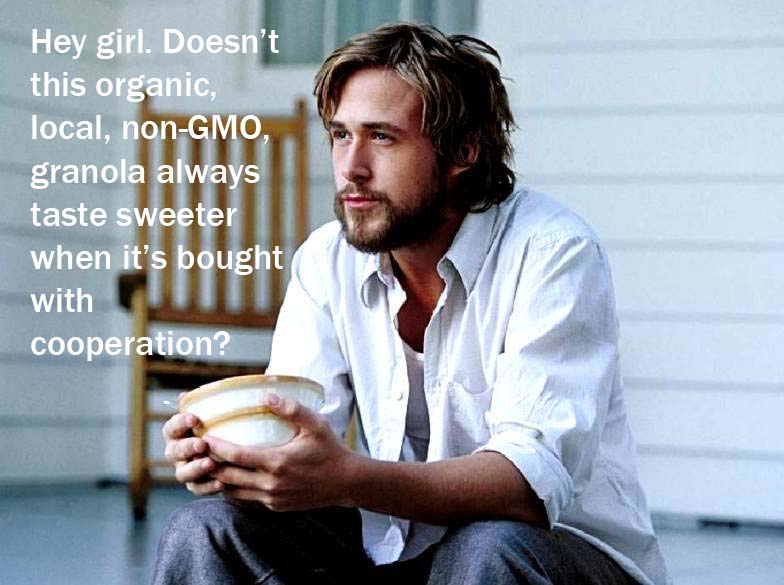 Hey girl. Doesn’t
this organic,
local, non-GMO,
granola always
taste sweeter
when it’s bought
with
cooperation?